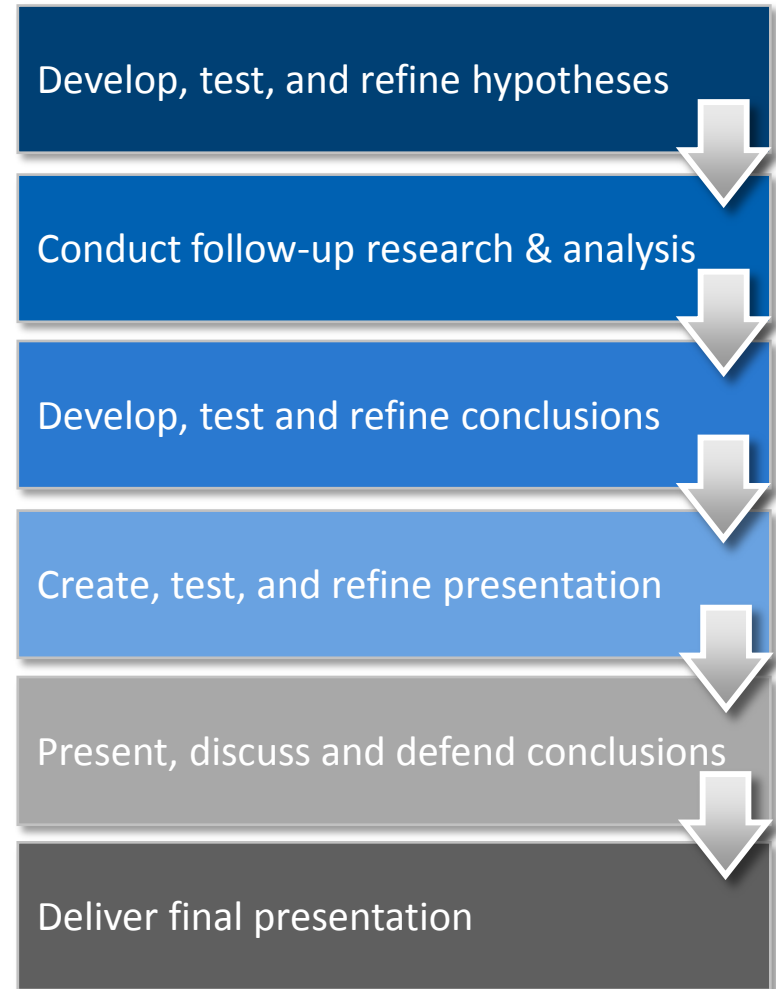 Develop, test, and refine hypotheses
Conduct follow-up research & analysis
Develop, test and refine conclusions
Create, test, and refine presentation
Present, discuss and defend conclusions
Deliver final presentation